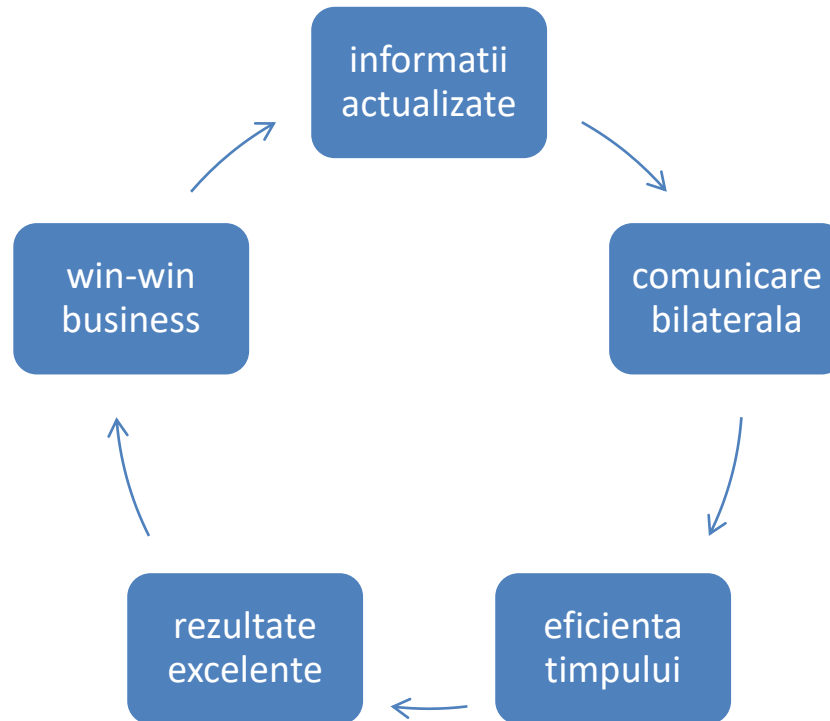 informatii
actualizate
comunicare
bilaterala
eficienta
timpului
rezultate
excelente
win-win
business